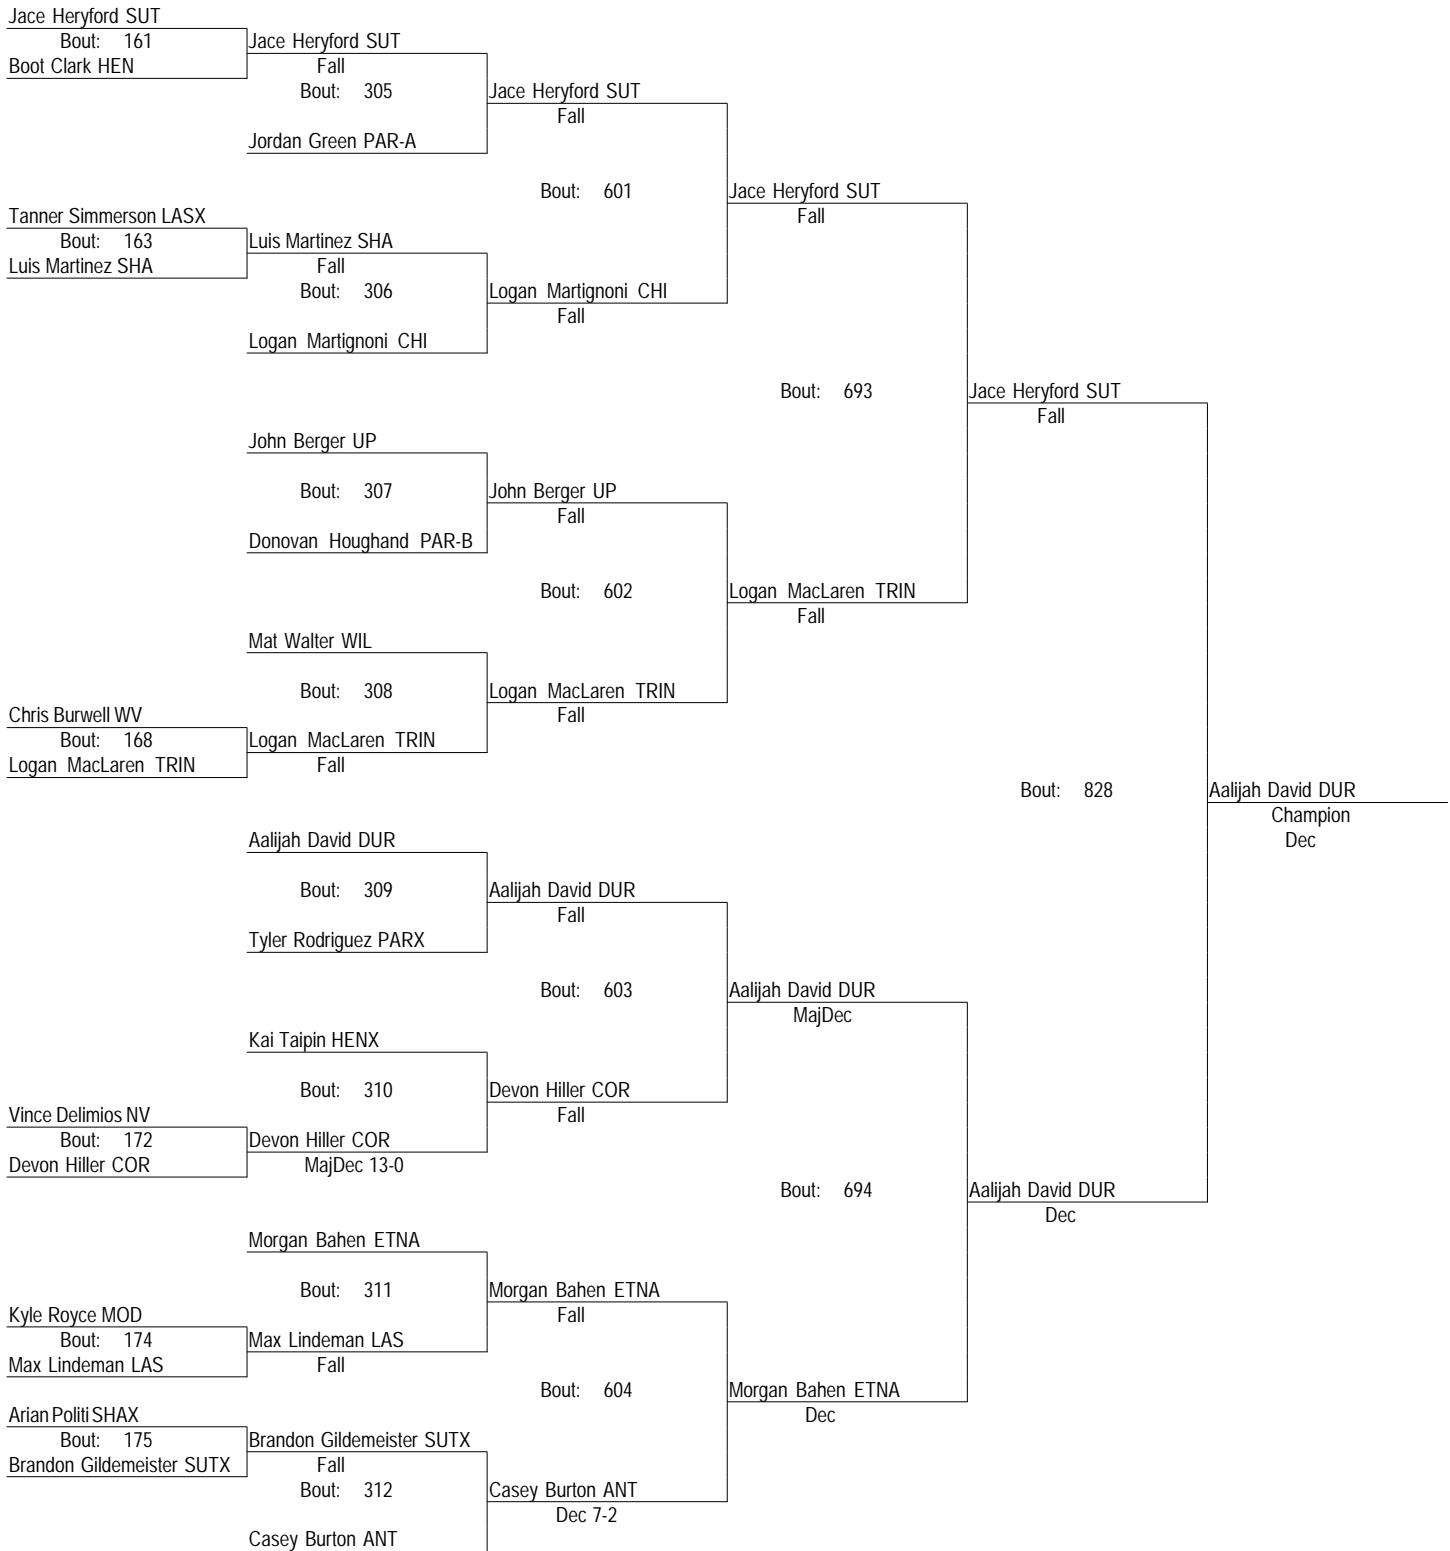 Jace Heryford SUT
Bout: 161
Jace Heryford SUT
Boot Clark HEN
Fall
Bout: 305
Jace Heryford SUT
Fall
Jordan Green PAR-A
Bout: 601
Jace Heryford SUT
Fall
Tanner Simmerson LASX
Bout: 163
Luis Martinez SHA
Luis Martinez SHA
Fall
Bout: 306
Logan Martignoni CHI
Fall
Logan Martignoni CHI
Bout: 693
Jace Heryford SUT
Fall
John Berger UP
Bout: 307
John Berger UP
Fall
Donovan Houghand PAR-B
Bout: 602
Logan MacLaren TRIN
Fall
Mat Walter WIL
Bout: 308
Logan MacLaren TRIN
Fall
Chris Burwell WV
Bout: 168
Logan MacLaren TRIN
Logan MacLaren TRIN
Fall
Bout: 828
Aalijah David DUR
Champion
Dec
Aalijah David DUR
Bout: 309
Aalijah David DUR
Fall
Tyler Rodriguez PARX
Bout: 603
Aalijah David DUR
MajDec
Kai Taipin HENX
Bout: 310
Devon Hiller COR
Fall
Vince Delimios NV
Bout: 172
Devon Hiller COR
Devon Hiller COR
MajDec 13-0
Bout: 694
Aalijah David DUR
Dec
Morgan Bahen ETNA
Bout: 311
Morgan Bahen ETNA
Fall
Kyle Royce MOD
Bout: 174
Max Lindeman LAS
Max Lindeman LAS
Fall
Bout: 604
Morgan Bahen ETNA
Dec
Arian Politi SHAX
Bout: 175
Brandon Gildemeister SUTX
Brandon Gildemeister SUTX
Fall
Bout: 312
Casey Burton ANT
Dec 7-2
Casey Burton ANT